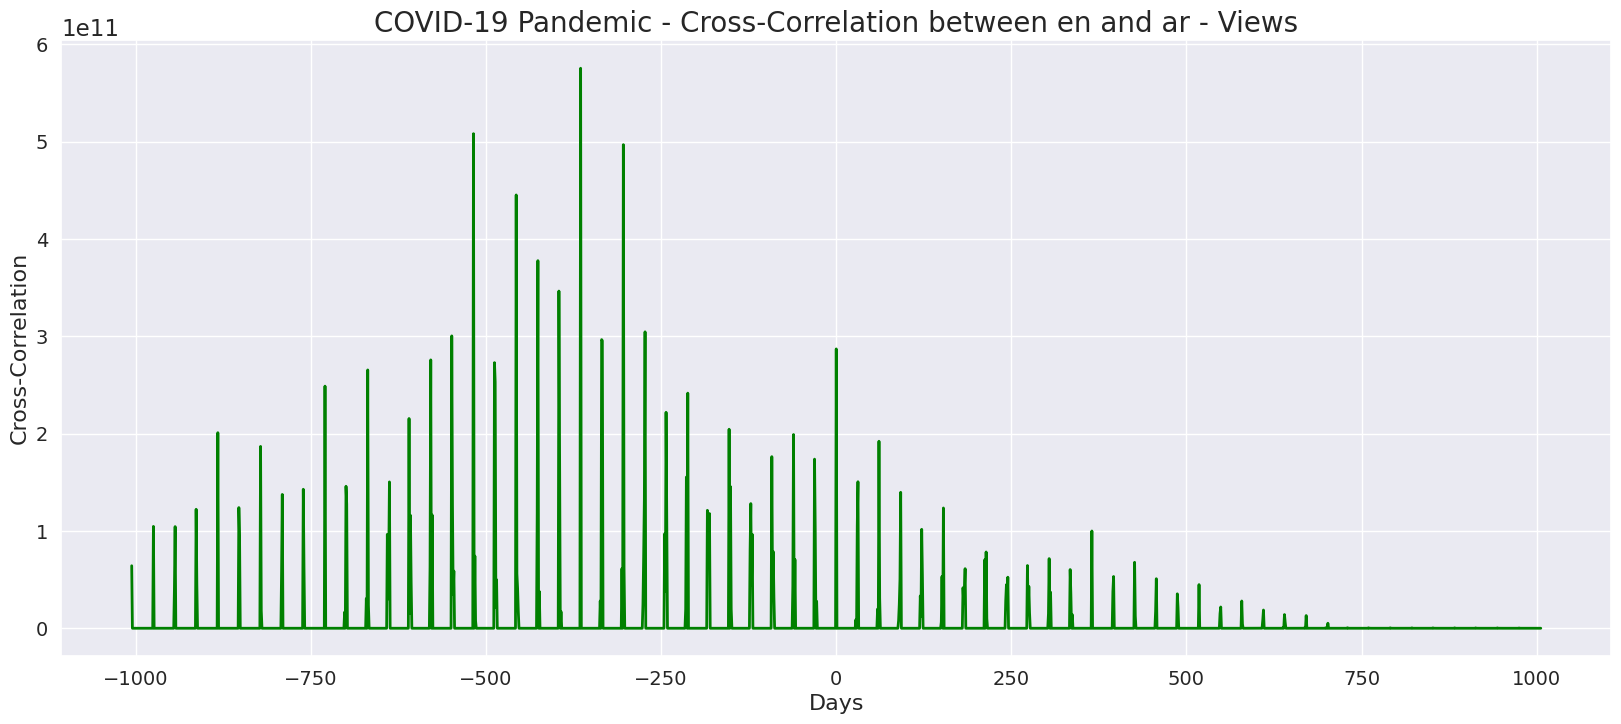 COVID-19 Pandemic - Cross-Correlation between en and ar - Views
1e11
6
5
4
3
2
1
0
Cross-Correlation
−1000 −750 −500 −250 0 250 500 750 1000
Days